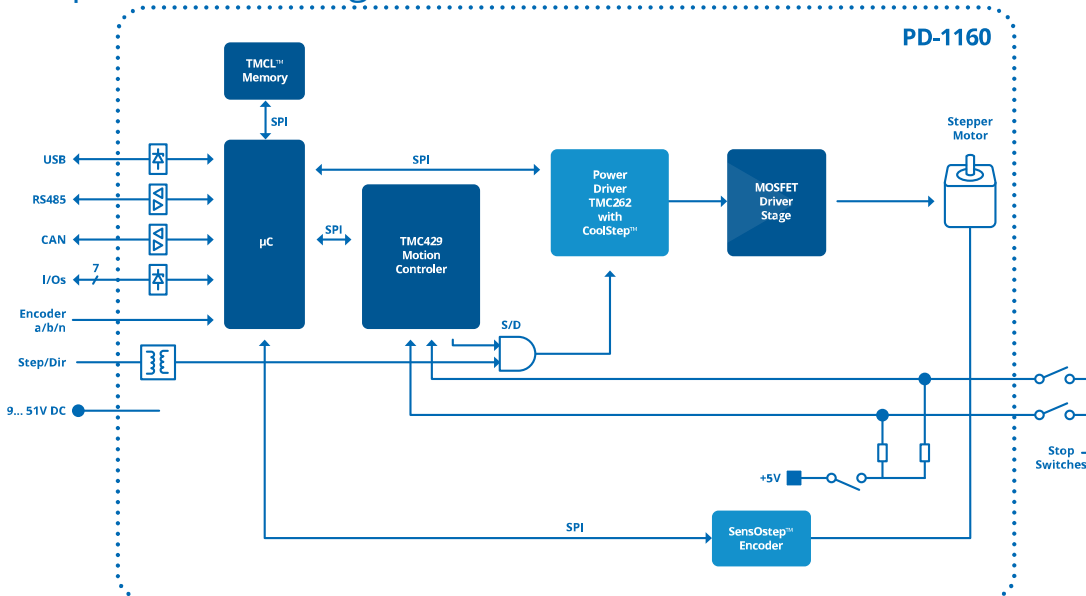 PD-1160
TMCL™
Memory
SPI
Stepper
Motor
USB
SPI
Power
Driver
TMC262
with
CoolStep™
MOSFET
Driver
Stage
RS485
CAN
µC
SPI
TMC429
Motion
Controler
7
I/Os
Encoder
a/b/n
S/D
Step/Dir
9... 51V DC
Stop
Switches
+5V
SPI
SensOstep™
Encoder